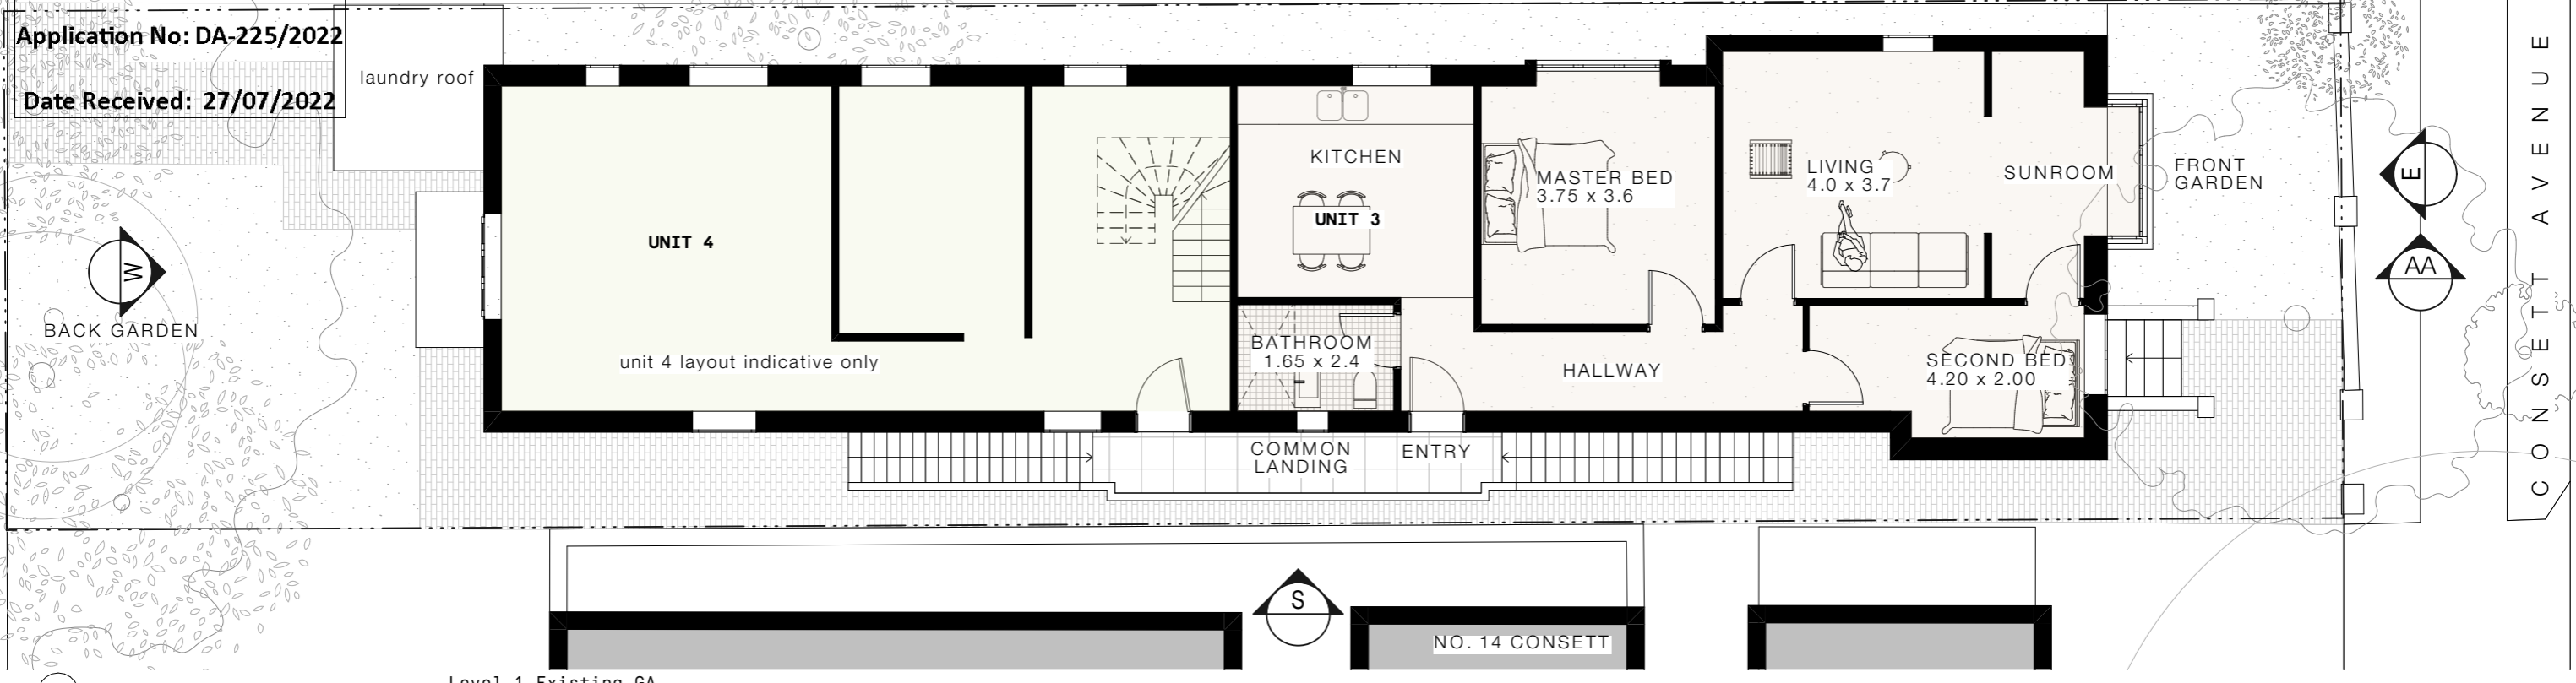 Application No: DA-225/2022
Date Received: 27/07/2022
laundry roof
BACK GARDEN
W
UNIT 4
unit 4 layout indicative only
KITCHEN
UNIT 3
BATHROOM
1.65 x 2.4
MASTER BED
3.75 x 3.6
HALLWAY
LIVING
4.0 x 3.7
SUNROOM
SECOND BED
4.20 x 2.00
FRONT
GARDEN
E
AA
CONSETT AVENUE
COMMON
LANDING
ENTRY
S
NO. 14 CONSETT
Level 1 Existing GA